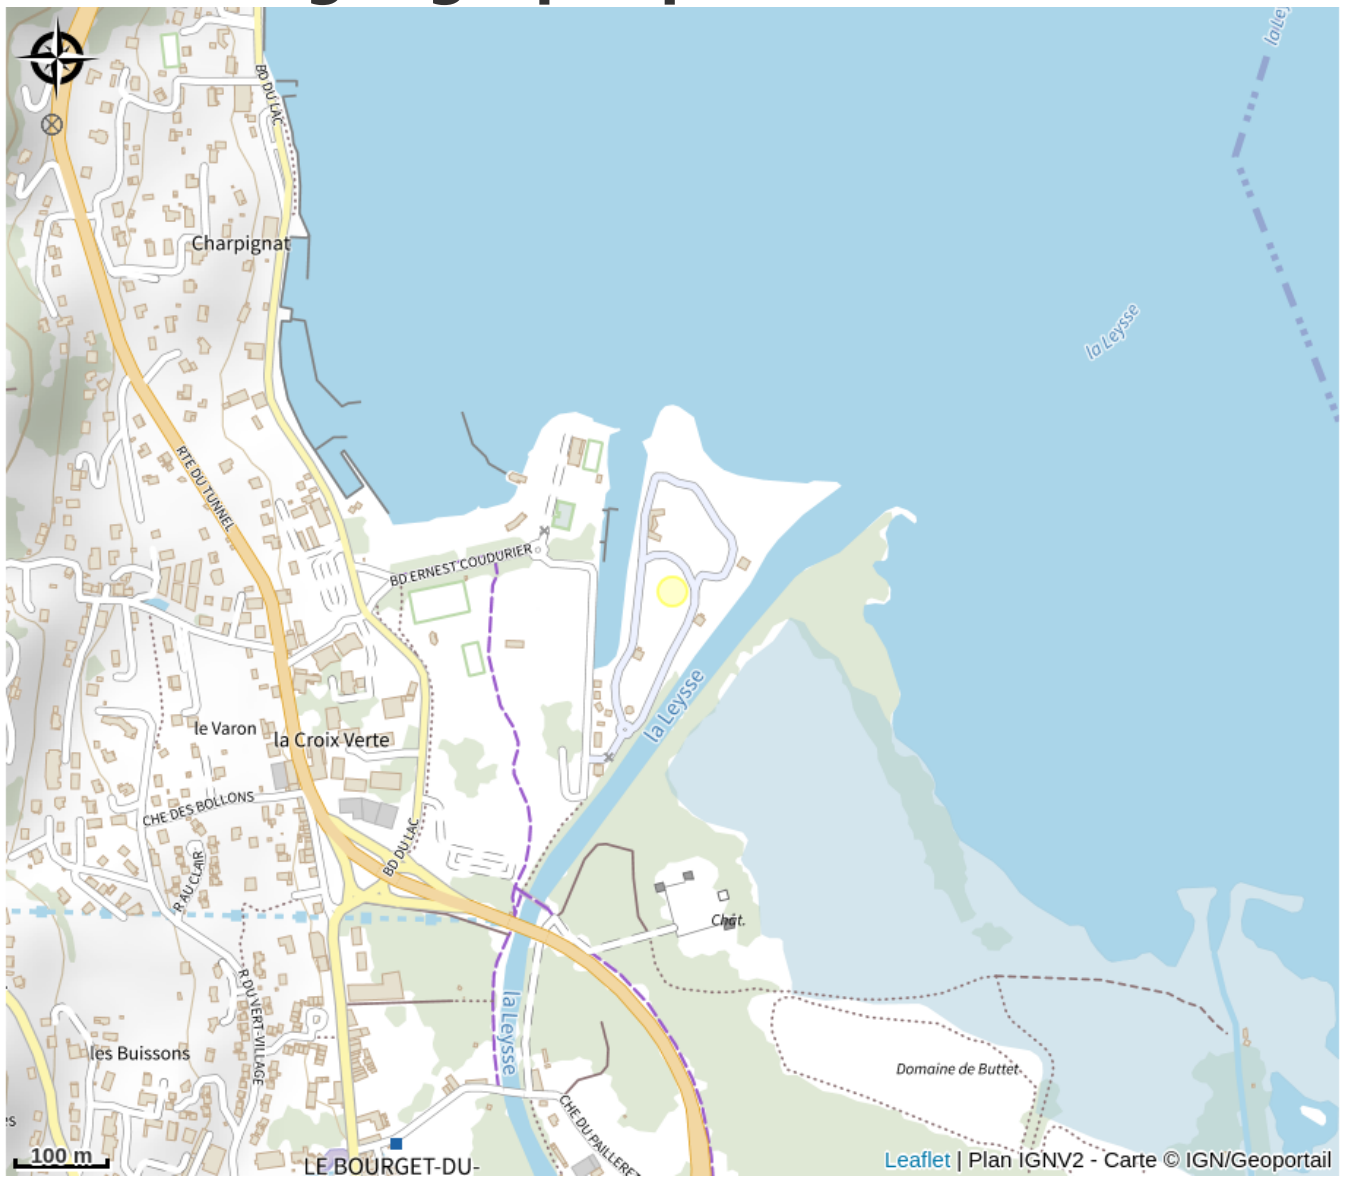 la Ley
BD DU LAC
Charpignat
la Leysse
RTE DU TUNNEL
BD ERNEST COUDURIER
la Leysse
le Varon
la Croix Verte
CHE DES BOLLONS
BD DU LAC
R AU CLAIR
Chât.
R DU VERT-VILLAGE
la Leysse
les Buissons
Domaine de Buttet
CHE DU PAILLERET
es
100 m
LE BOURGET-DU-
Leaflet | Plan IGNV2 - Carte © IGN/Geoportail